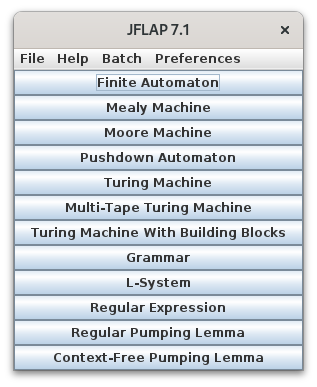 JFLAP 7.1
File Help Batch Preferences
Finite Automaton
Mealy Machine
Moore Machine
Pushdown Automaton
Turing Machine
Multi-Tape Turing Machine
Turing Machine With Building Blocks
Grammar
L-System
Regular Expression
Regular Pumping Lemma
Context-Free Pumping Lemma